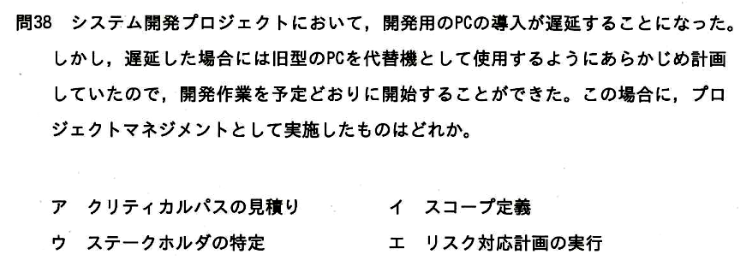 問38　システム開発プロジェクトにおいて，開発用のPCの導入が遅延することになった。
しかし，遅延した場合には旧型のPCを代替機として使用するようにあらかじめ計画
していたので，開発作業を予定どおりに開始することができた。この場合に，プロ
ジェクトマネジメントとして実施したものはどれか。
ア　クリティカルパスの見積り　イ　スコープ定義
ウ　ステークホルダの特定　エ　リスク対応計画の実行